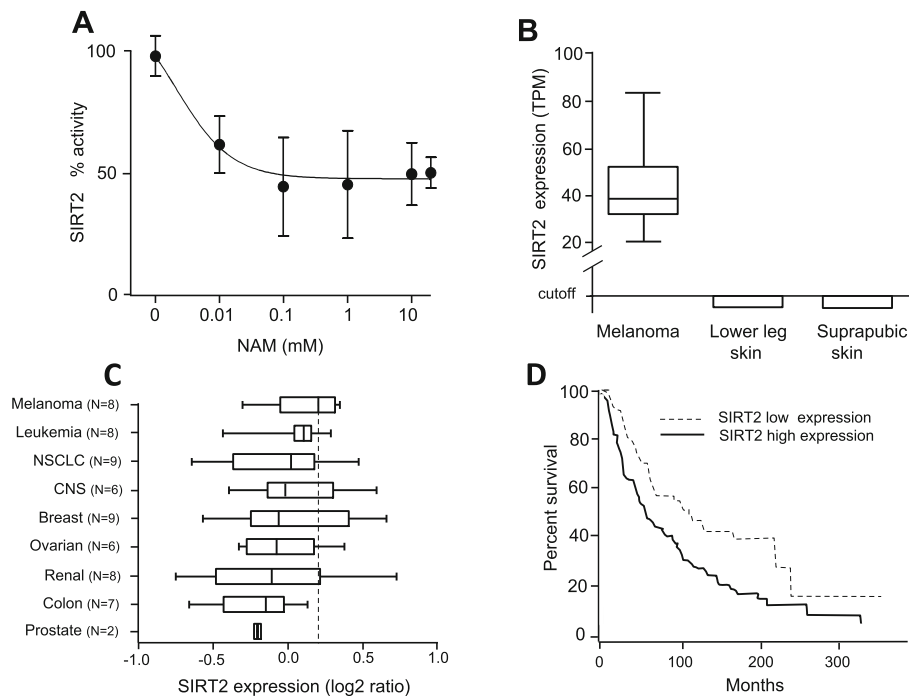 A
100
50
0
SIRT2 % activity
0 0.01 0.1 1 10
NAM (mM)
B
100
80
60
40
20
cutoff
SIRT2 expression (TPM)
Melanoma
Lower leg
skin
Suprapubic
skin
C
Melanoma (N=8)
Leukemia (N=8)
NSCLC (N=9)
CNS (N=6)
Breast (N=9)
Ovarian (N=6)
Renal (N=8)
Colon (N=7)
Prostate (N=2)
-1.0 -0.5 0.0 0.5 1.0
SIRT2 expression (log2 ratio)
D
100
80
60
40
20
0
Percent survival
SIRT2 low expression
SIRT2 high expression
0 100 200 300
Months